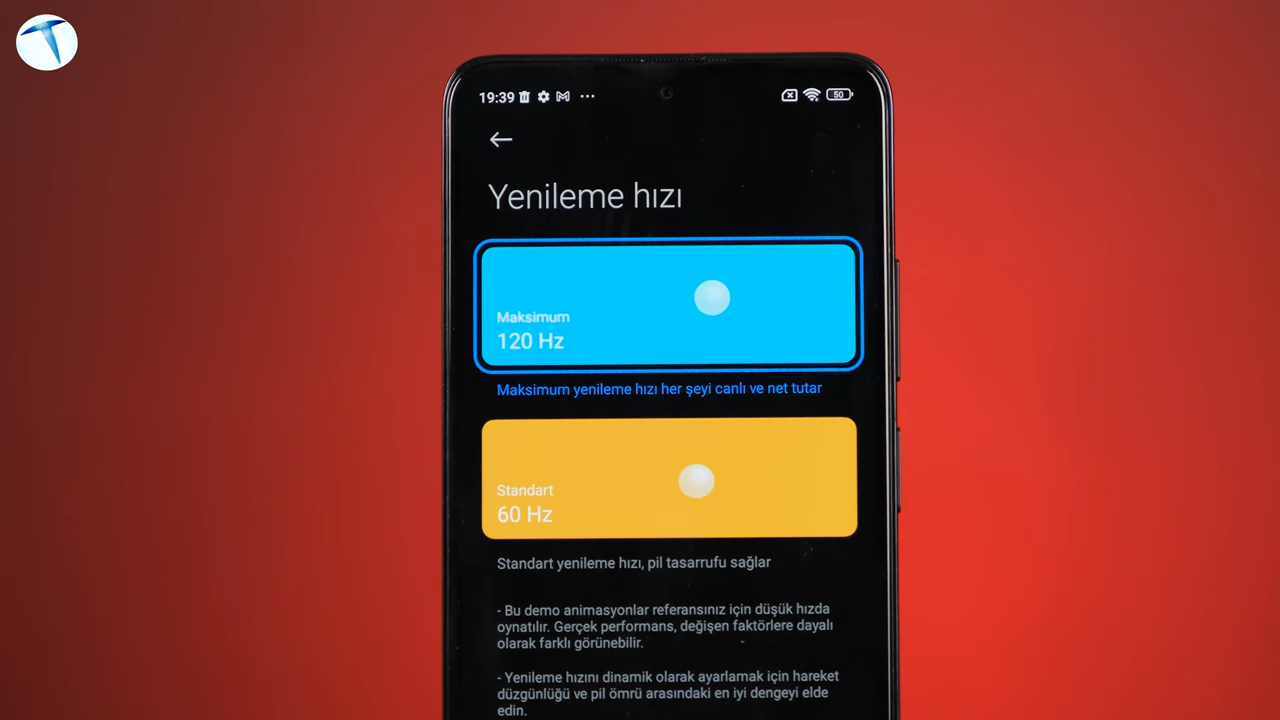 19:39
50
Yenileme hızı
Maksimum
120 Hz
Maksimum yenileme hızı her şeyi canlı ve net tutar
Standart
60 Hz
Standart yenileme hızı, pil tasarrufu sağlar
- Bu demo animasyonlar referansınız için düşük hızda
oynatılır. Gerçek performans, değişen faktörlere dayalı
olarak farklı görünebilir.
- Yenileme hızını dinamik olarak ayarlamak için hareket
düzgünlüğü ve pil ömrü arasındaki en iyi dengeyi elde
edin.